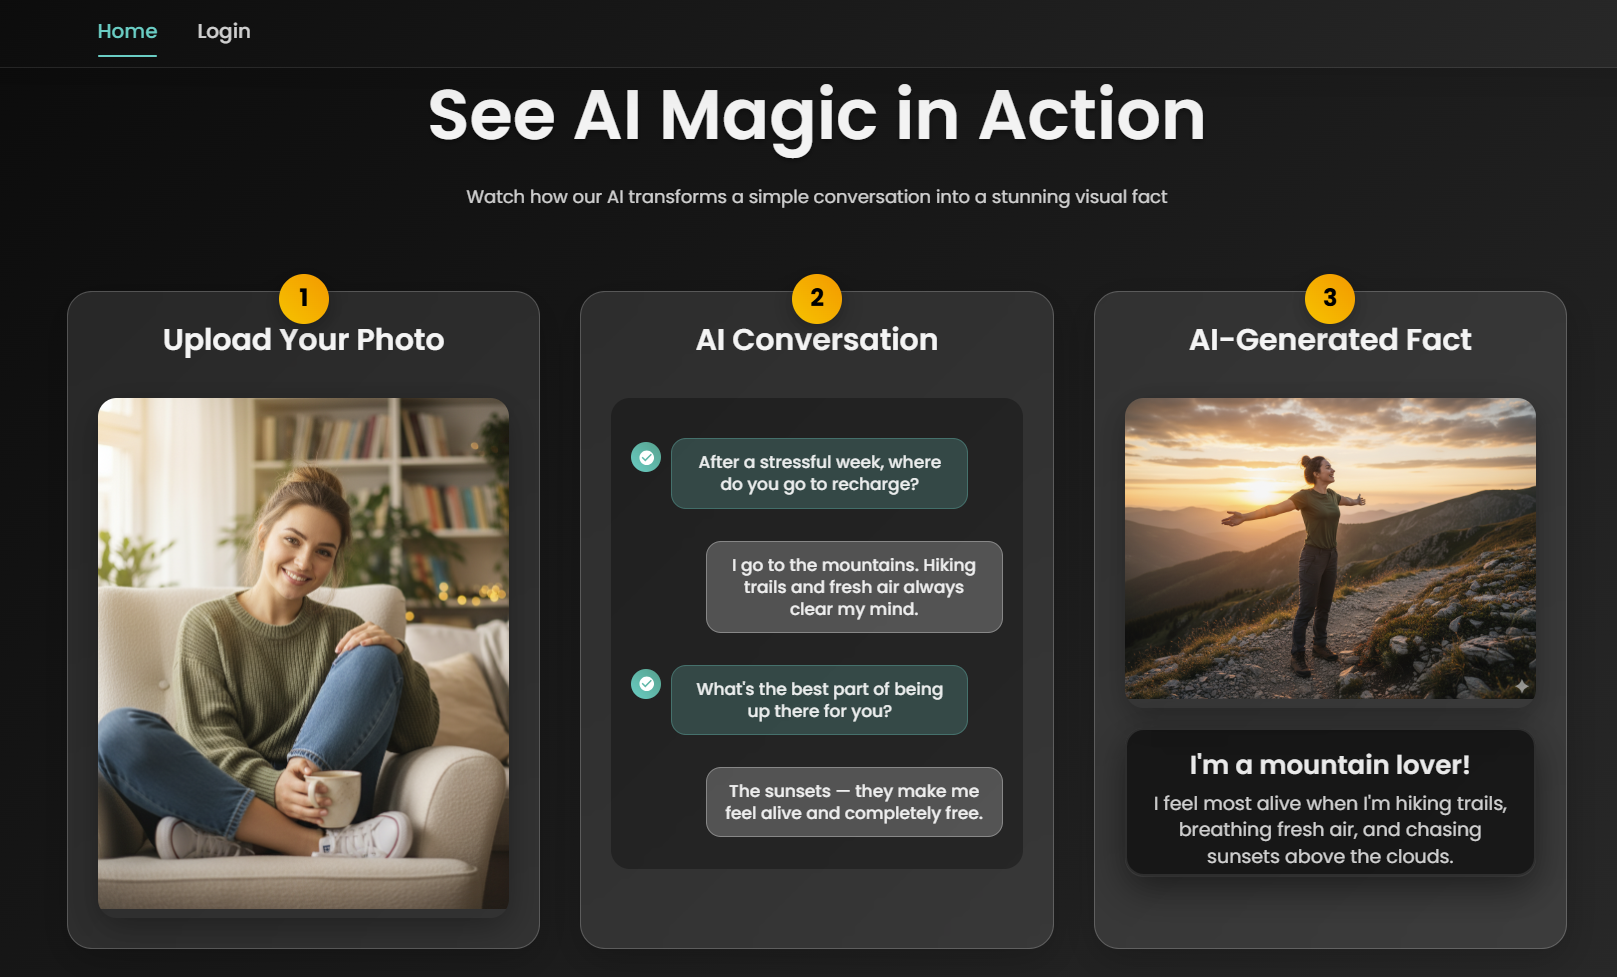 Home
Login
See AI Magic in Action
Watch how our AI transforms a simple conversation into a stunning visual fact
1
Upload Your Photo
2
AI Conversation
After a stressful week, where
do you go to recharge?
I go to the mountains. Hiking
trails and fresh air always
clear my mind.
What's the best part of being
up there for you?
The sunsets — they make me
feel alive and completely free.
3
AI-Generated Fact
I'm a mountain lover!
I feel most alive when I'm hiking trails,
breathing fresh air, and chasing
sunsets above the clouds.